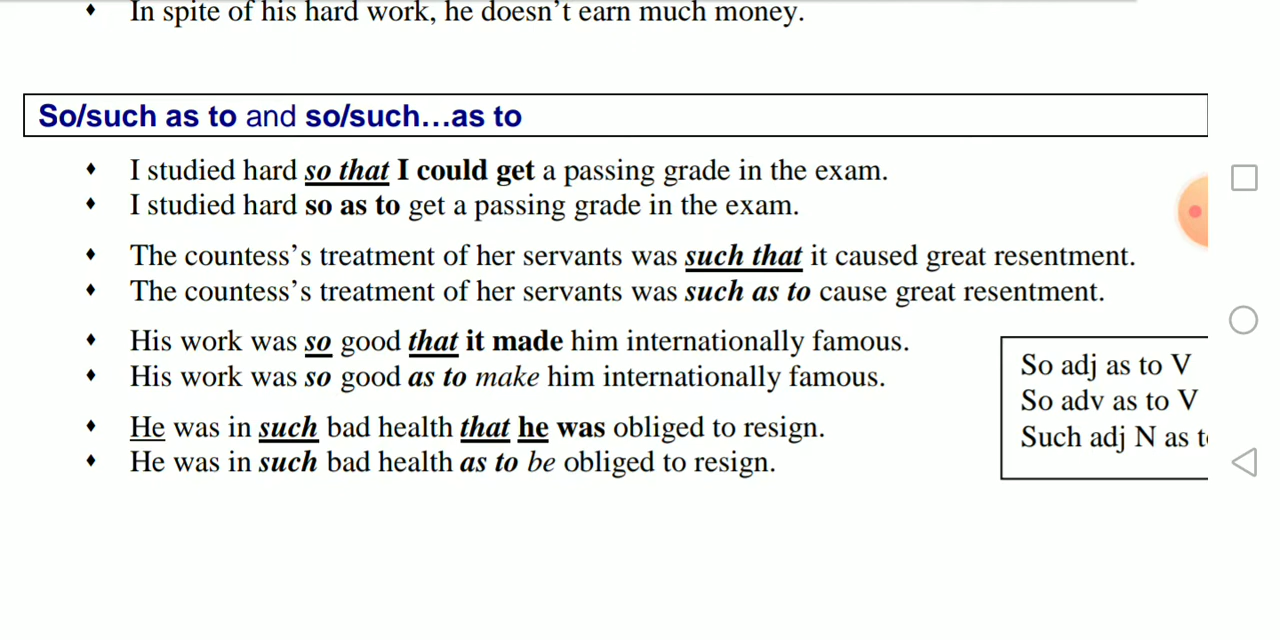 In spite of his hard work, he doesn’t earn much money.
So/such as to and so/such…as to
I studied hard so that I could get a passing grade in the exam.
I studied hard so as to get a passing grade in the exam.
The countess’s treatment of her servants was such that it caused great resentment.
The countess’s treatment of her servants was such as to cause great resentment.
His work was so good that it made him internationally famous.
His work was so good as to make him internationally famous.
He was in such bad health that he was obliged to resign.
He was in such bad health as to be obliged to resign.
So adj as to V
So adv as to V
Such adj N as